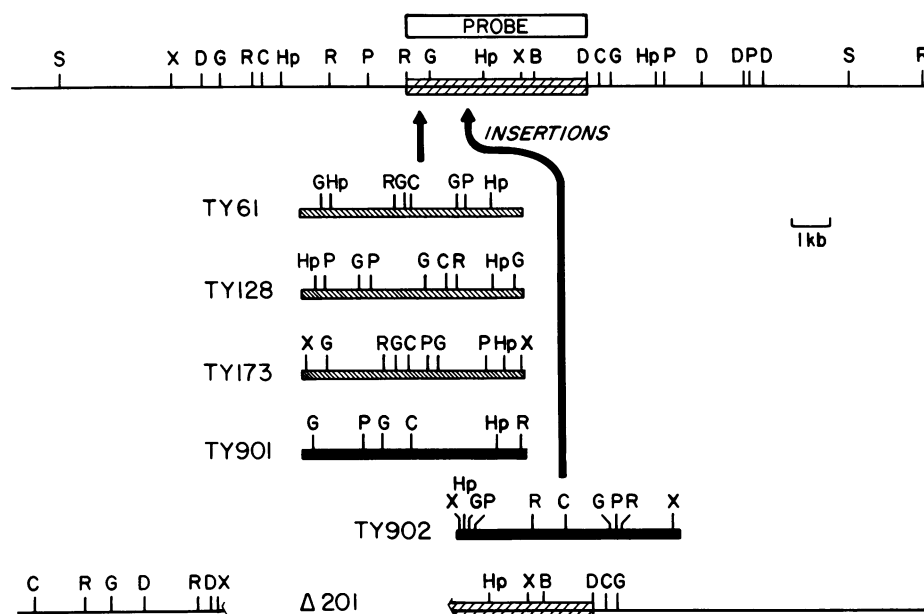 PROBE
S X D G R C Hp R P R G Hp X B D C G Hp P D D P D S R
INSERTIONS
G Hp R G C G P Hp
TY61
1kb
Hp P G P G C R Hp G
TY128
X G R G C P G P Hp X
TY173
G P G C Hp R
TY901
Hp
X G P R C G P R X
TY902
C R G D R D X Hp X B D C G
Δ201